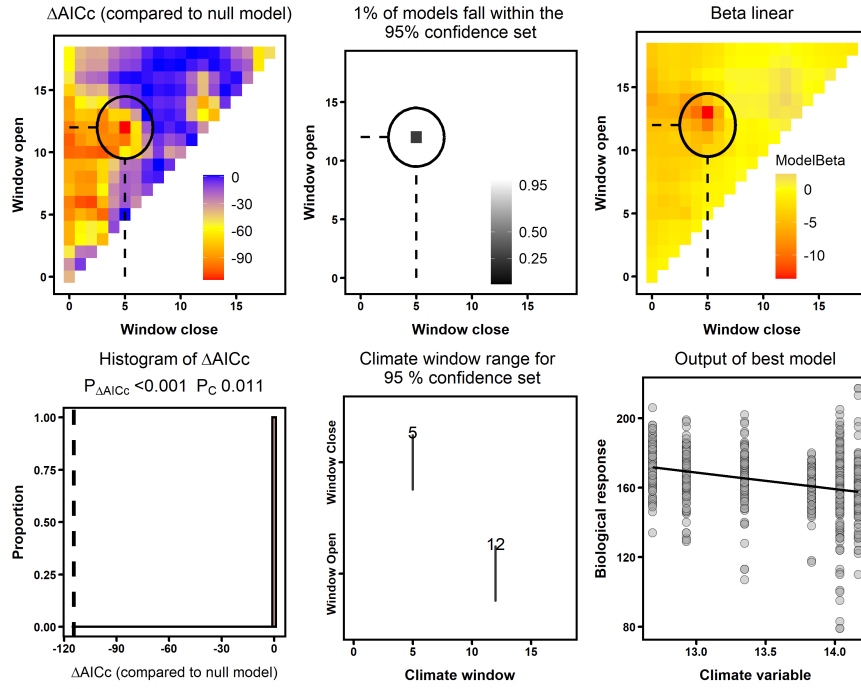 ΔAICc (compared to null model)
Window open
15
10
5
0
0
-30
-60
-90
0 5 10 15
Window close
1% of models fall within the
95% confidence set
Window open
15
10
5
0
0.95
0.50
0.25
0 5 10 15
Window close
Beta linear
Window open
15
10
5
0
ModelBeta
0
-5
-10
0 5 10 15
Window close
Histogram of ΔAICc
PΔAICc <0.001 PC 0.011
Proportion
1.00
0.75
0.50
0.25
0.00
-120 -90 -60 -30 0
ΔAICc (compared to null model)
Climate window range for
95 % confidence set
Window Close
Window Open
5
12
0 5 10 15
Climate window
Output of best model
Biological response
200
160
120
80
13.0 13.5 14.0
Climate variable